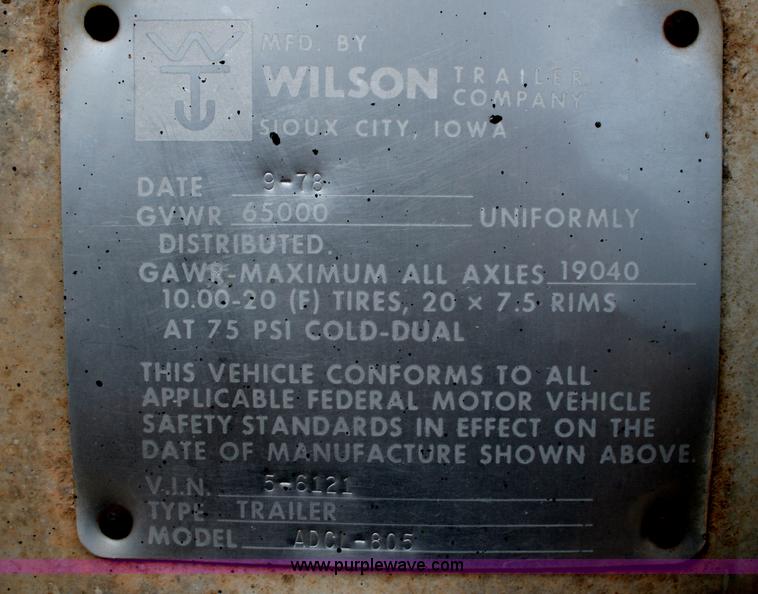 MFD. BY
WILSON TRAILER COMPANY
SIOUX CITY, IOWA
DATE 9-78
GVWR 65000 UNIFORMLY
DISTRIBUTED.
GAWR-MAXIMUM ALL AXLES 19040
10.00-20 (F) TIRES, 20 × 7.5 RIMS
AT 75 PSI COLD-DUAL
THIS VEHICLE CONFORMS TO ALL
APPLICABLE FEDERAL MOTOR VEHICLE
SAFETY STANDARDS IN EFFECT ON THE
DATE OF MANUFACTURE SHOWN ABOVE.
V.I.N. 5-6121
TYPE TRAILER
MODEL ADCL-805
www.purplewave.com